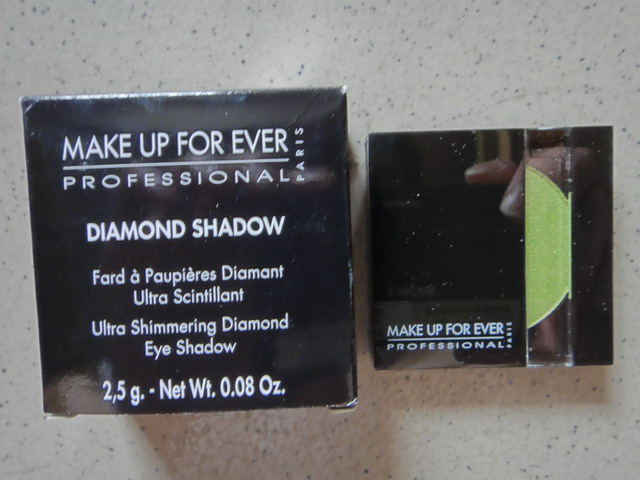 MAKE UP FOR EVER
PROFESSIONAL
PARIS
DIAMOND SHADOW
Fard à Paupières Diamant
Ultra Scintillant
Ultra Shimmering Diamond
Eye Shadow
2,5 g. - Net Wt. 0.08 Oz.
MAKE UP FOR EVER
PROFESSIONAL
PARIS